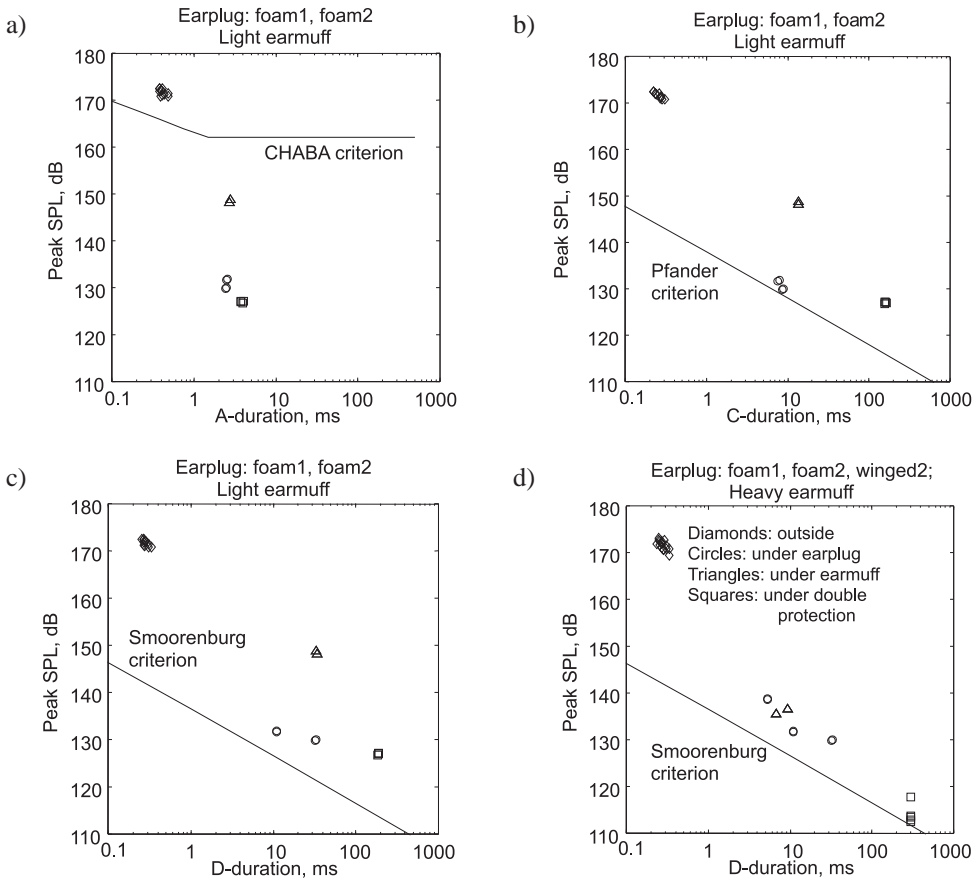 a)
Earplug: foam1, foam2
Light earmuff
180
170
160
150
140
130
120
110
Peak SPL, dB
CHABA criterion
0.1
1
10
100
1000
A-duration, ms
b)
Earplug: foam1, foam2
Light earmuff
180
170
160
150
140
130
120
110
Peak SPL, dB
Pfander
criterion
0.1
1
10
100
1000
C-duration, ms
c)
Earplug: foam1, foam2
Light earmuff
180
170
160
150
140
130
120
110
Peak SPL, dB
Smoorenburg
criterion
0.1
1
10
100
1000
D-duration, ms
d)
Earplug: foam1, foam2, winged2;
Heavy earmuff
180
170
160
150
140
130
120
110
Peak SPL, dB
Diamonds: outside
Circles: under earplug
Triangles: under earmuff
Squares: under double
protection
Smoorenburg
criterion
0.1
1
10
100
1000
D-duration, ms